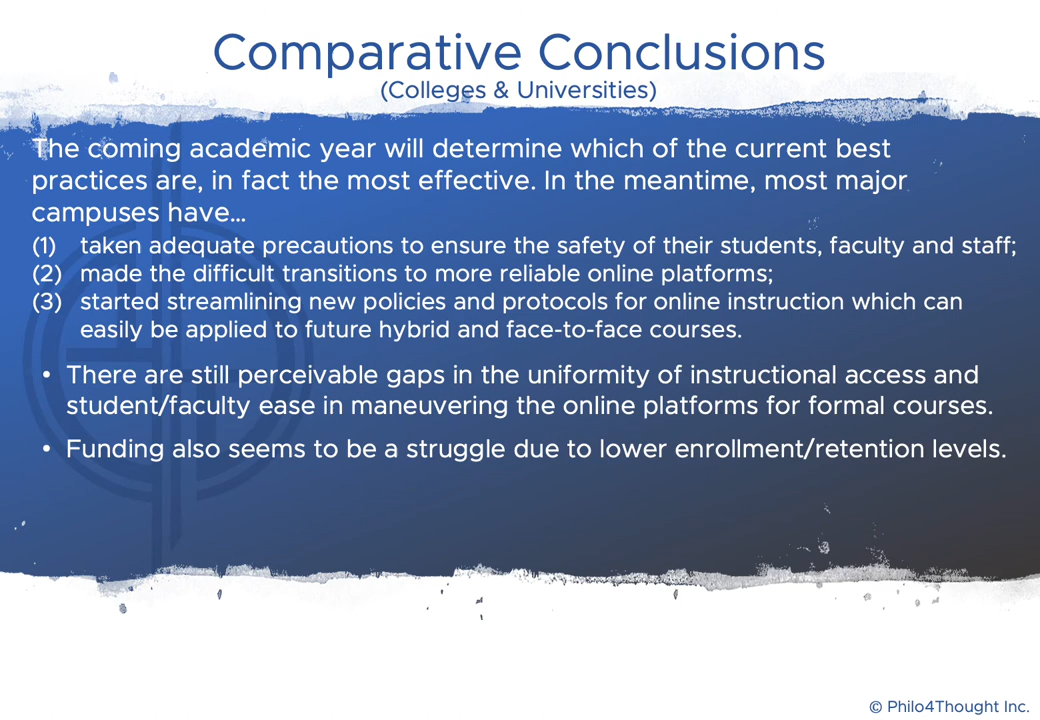 Comparative Conclusions
(Colleges & Universities)
The coming academic year will determine which of the current best
practices are, in fact the most effective. In the meantime, most major
campuses have...
(1) taken adequate precautions to ensure the safety of their students, faculty and staff;
(2) made the difficult transitions to more reliable online platforms;
(3) started streamlining new policies and protocols for online instruction which can
easily be applied to future hybrid and face-to-face courses.
• There are still perceivable gaps in the uniformity of instructional access and
student/faculty ease in maneuvering the online platforms for formal courses.
• Funding also seems to be a struggle due to lower enrollment/retention levels.
© Philo4Thought Inc.